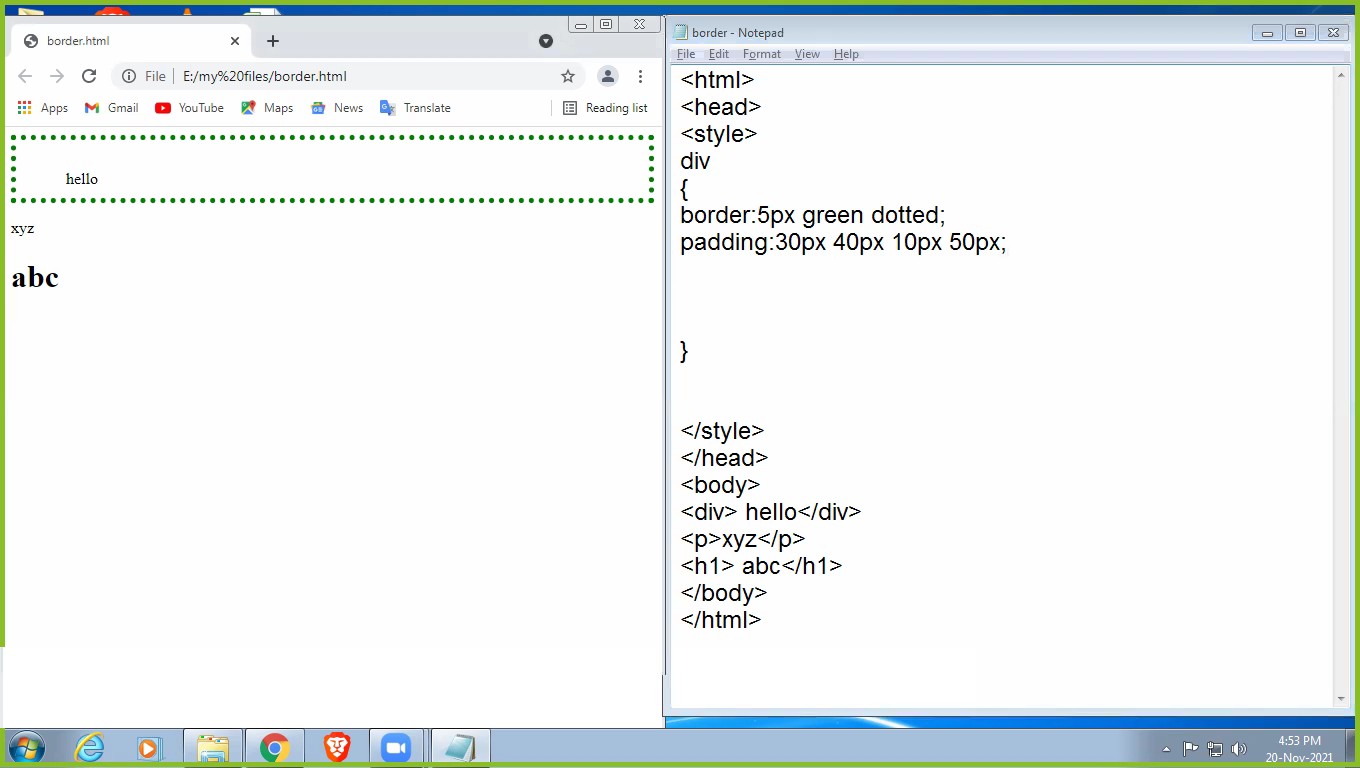 border.html
File E:/my%20files/border.html
Apps Gmail YouTube Maps News Translate Reading list
hello
xyz
abc
border - Notepad
File Edit Format View Help
<html>
<head>
<style>
div
{
border:5px green dotted;
padding:30px 40px 10px 50px;
}
</style>
</head>
<body>
<div> hello</div>
<p>xyz</p>
<h1> abc</h1>
</body>
</html>
4:53 PM
20-Nov-2021